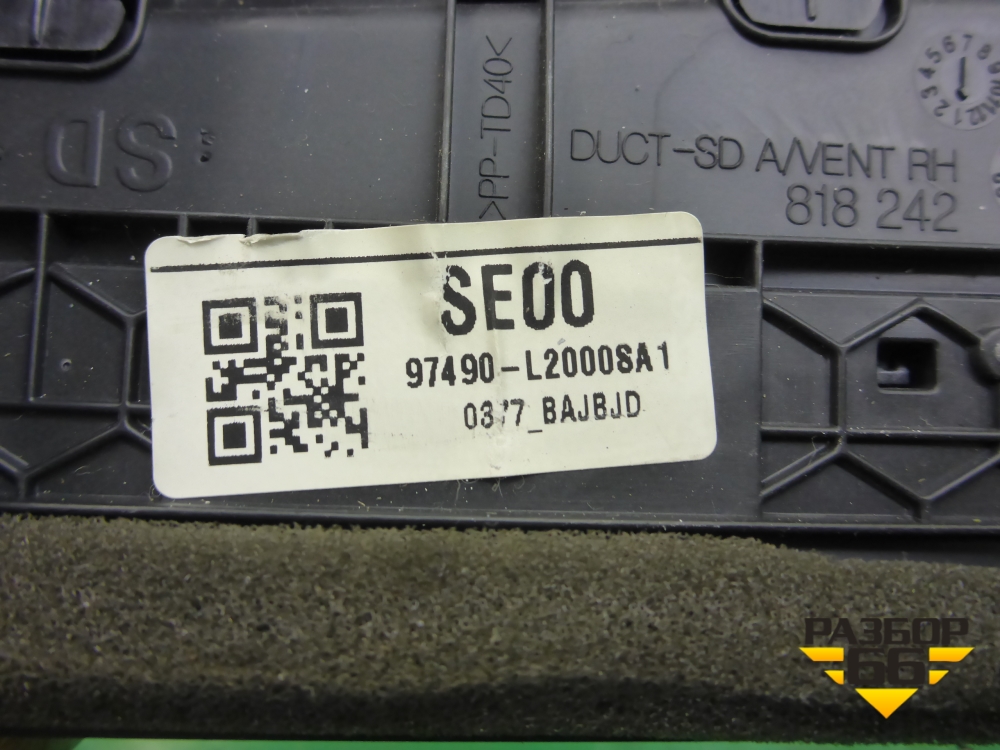 SD
>PP-TD40<
DUCT-SD A/VENT RH
818 242
SE00
97490-L2000SA1
0377_BAJBJD
РАЗБОР
66